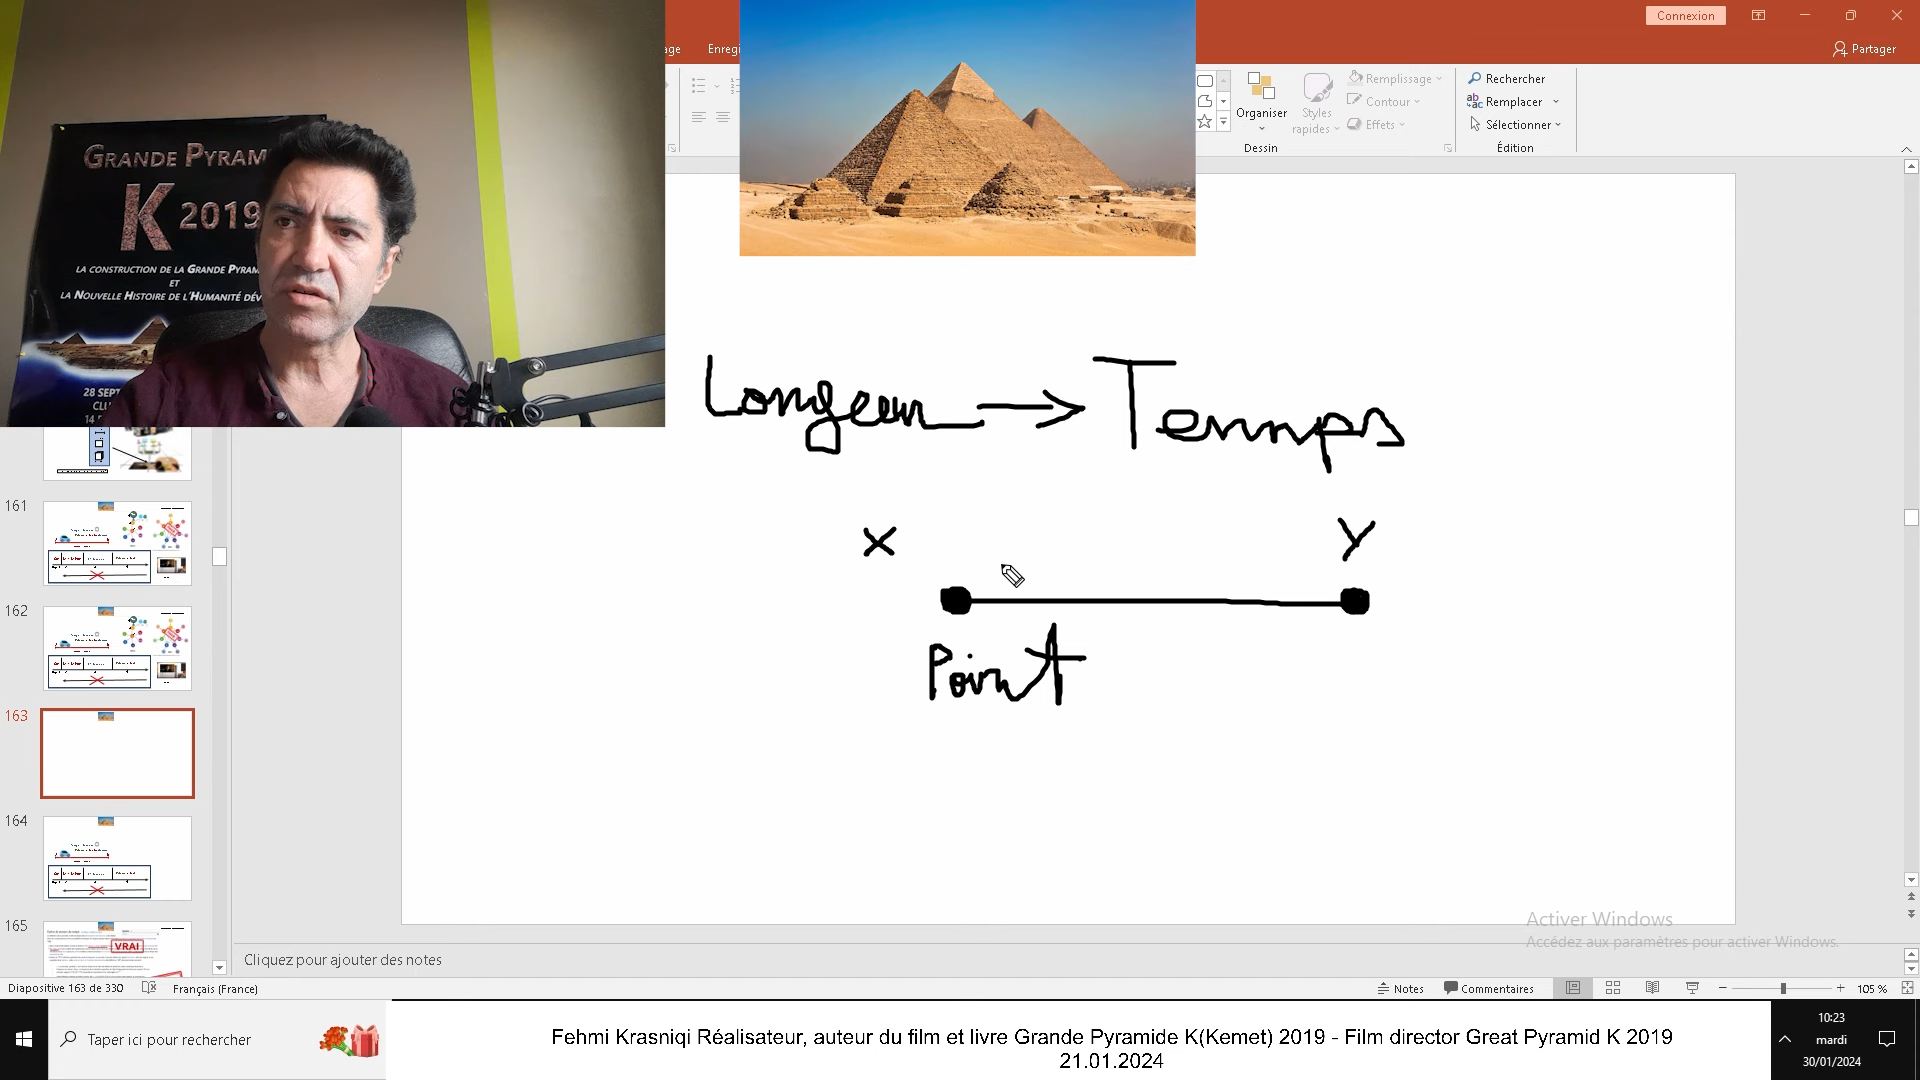 GRANDE PYRAM
K 2019
LA CONSTRUCTION DE LA GRANDE PYRA
ET
LA NOUVELLE HISTOIRE DE L'HUMANITÉ DÉV
28 SEPT
CL
14
age
Enregi
Connexion
Partager
Organiser
Styles
rapides
Remplissage
Contour
Effets
Dessin
Rechercher
Remplacer
Sélectionner
Édition
Longeur → Temps
X
Y
Point
161
162
163
164
165
VRAI
Activer Windows
Accédez aux paramètres pour activer Windows.
Cliquez pour ajouter des notes
Diapositive 163 de 330
Français (France)
Notes
Commentaires
105 %
Taper ici pour rechercher
Fehmi Krasniqi Réalisateur, auteur du film et livre Grande Pyramide K(Kemet) 2019 - Film director Great Pyramid K 2019
21.01.2024
10:23
mardi
30/01/2024